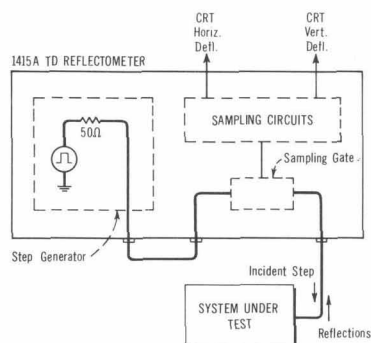 CRT
Horiz.
Defl.
CRT
Vert.
Defl.
1415A TD REFLECTOMETER
50Ω
SAMPLING CIRCUITS
Sampling Gate
Step Generator
Incident Step
SYSTEM UNDER
TEST
Reflections